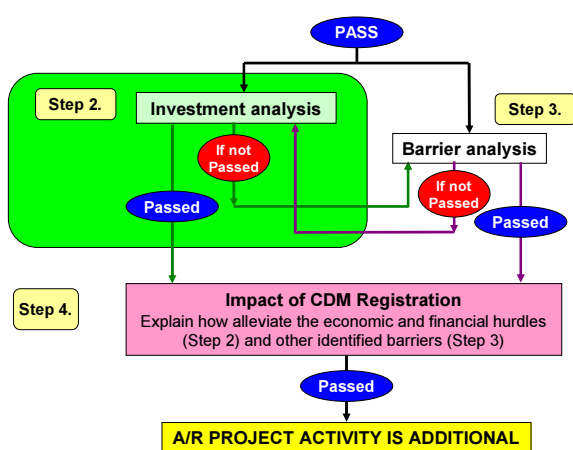 PASS
Step 2.
Investment analysis
Step 3.
If not
Passed
Barrier analysis
If not
Passed
Passed
Passed
Step 4.
Impact of CDM Registration
Explain how alleviate the economic and financial hurdles
(Step 2) and other identified barriers (Step 3)
Passed
A/R PROJECT ACTIVITY IS ADDITIONAL